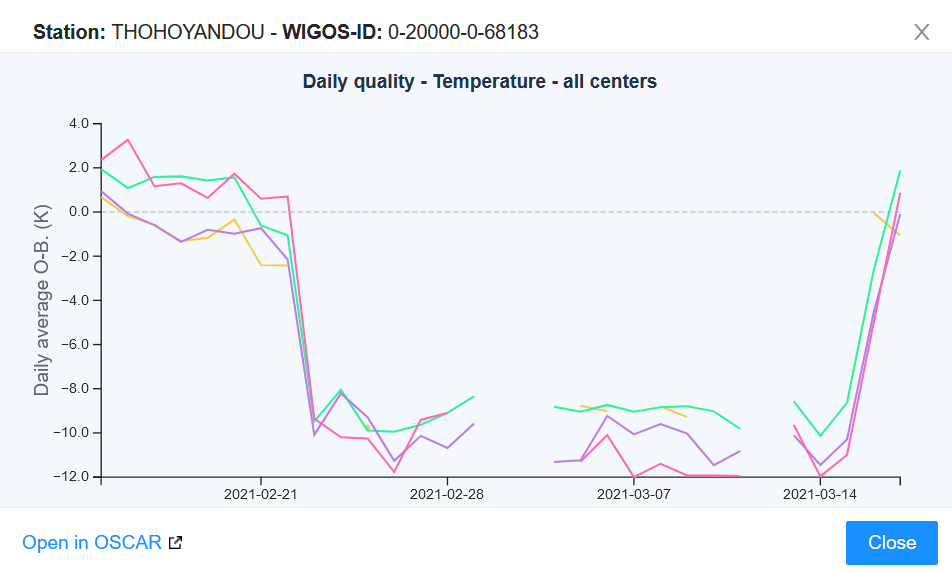 Station: THOHOYANDOU - WIGOS-ID: 0-20000-0-68183
X
Daily quality - Temperature - all centers
Daily average O-B. (K)
4.0
2.0
0.0
−2.0
−4.0
−6.0
−8.0
−10.0
−12.0
2021-02-21 2021-02-28 2021-03-07 2021-03-14
Open in OSCAR
Close